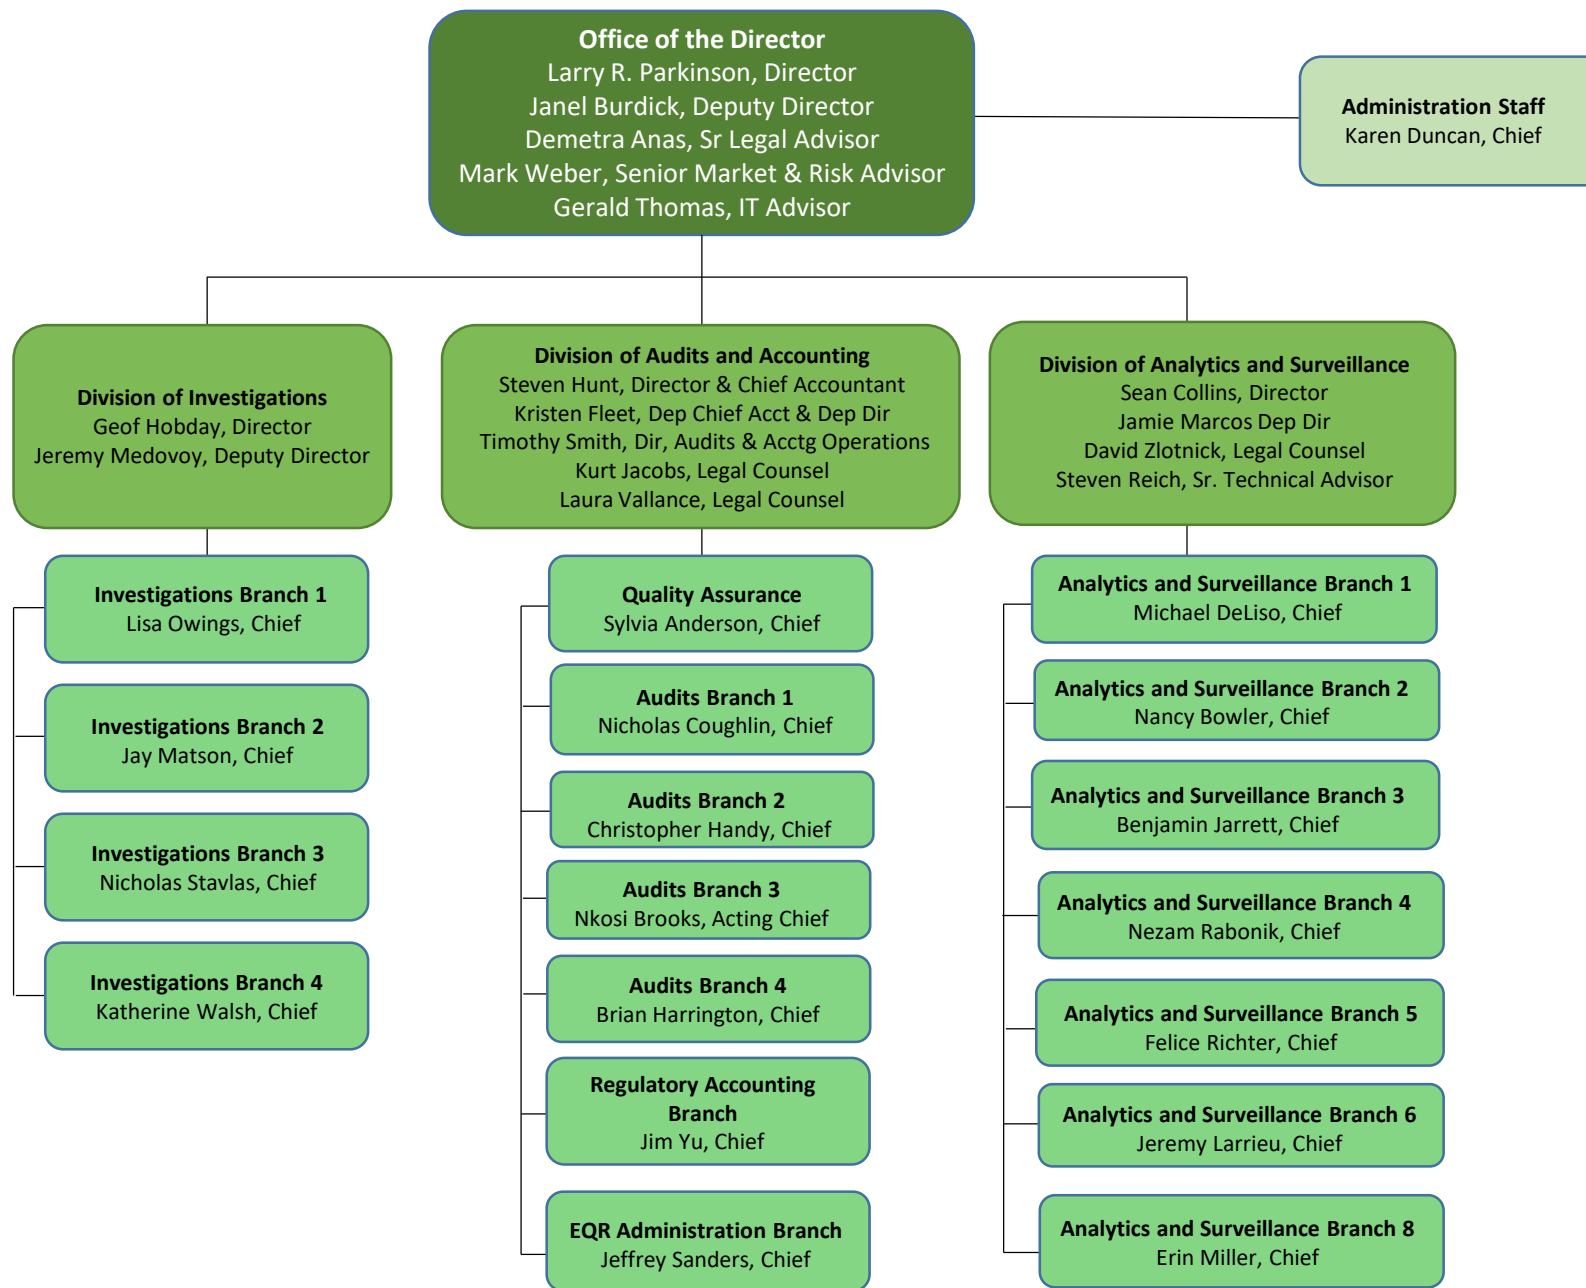 Office of the Director
Larry R. Parkinson, Director
Janel Burdick, Deputy Director
Demetra Anas, Sr Legal Advisor
Mark Weber, Senior Market & Risk Advisor
Gerald Thomas, IT Advisor
Administration Staff
Karen Duncan, Chief
Division of Investigations
Geof Hobday, Director
Jeremy Medovoy, Deputy Director
Division of Audits and Accounting
Steven Hunt, Director & Chief Accountant
Kristen Fleet, Dep Chief Acct & Dep Dir
Timothy Smith, Dir, Audits & Acctg Operations
Kurt Jacobs, Legal Counsel
Laura Vallance, Legal Counsel
Division of Analytics and Surveillance
Sean Collins, Director
Jamie Marcos Dep Dir
David Zlotnick, Legal Counsel
Steven Reich, Sr. Technical Advisor
Investigations Branch 1
Lisa Owings, Chief
Investigations Branch 2
Jay Matson, Chief
Investigations Branch 3
Nicholas Stavlas, Chief
Investigations Branch 4
Katherine Walsh, Chief
Quality Assurance
Sylvia Anderson, Chief
Audits Branch 1
Nicholas Coughlin, Chief
Audits Branch 2
Christopher Handy, Chief
Audits Branch 3
Nkosi Brooks, Acting Chief
Audits Branch 4
Brian Harrington, Chief
Regulatory Accounting
Branch
Jim Yu, Chief
EQR Administration Branch
Jeffrey Sanders, Chief
Analytics and Surveillance Branch 1
Michael DeLiso, Chief
Analytics and Surveillance Branch 2
Nancy Bowler, Chief
Analytics and Surveillance Branch 3
Benjamin Jarrett, Chief
Analytics and Surveillance Branch 4
Nezam Rabonik, Chief
Analytics and Surveillance Branch 5
Felice Richter, Chief
Analytics and Surveillance Branch 6
Jeremy Larrieu, Chief
Analytics and Surveillance Branch 8
Erin Miller, Chief